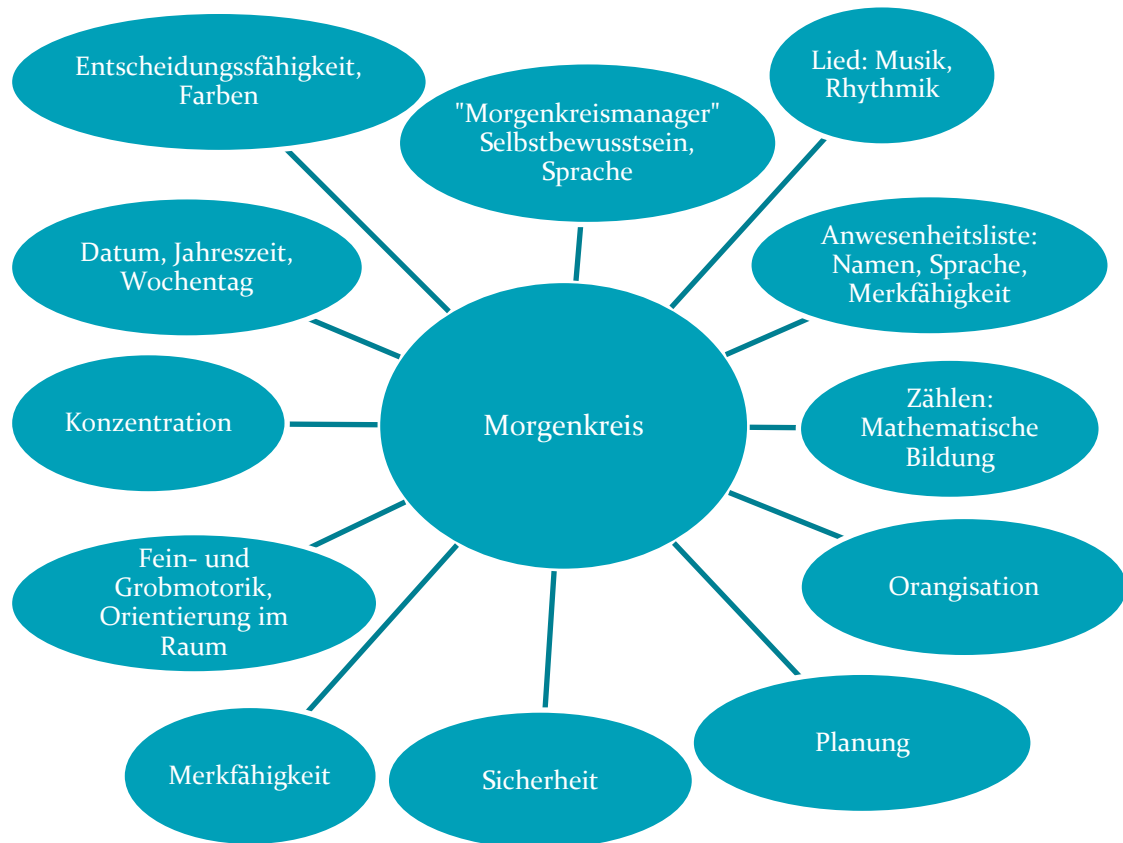 Entscheidungssfähigkeit,
Farben
"Morgenkreismanager"
Selbstbewusstsein,
Sprache
Lied: Musik,
Rhythmik
Datum, Jahreszeit,
Wochentag
Anwesenheitsliste:
Namen, Sprache,
Merkfähigkeit
Konzentration
Morgenkreis
Zählen:
Mathematische
Bildung
Fein- und
Grobmotorik,
Orientierung im
Raum
Orangisation
Merkfähigkeit
Sicherheit
Planung